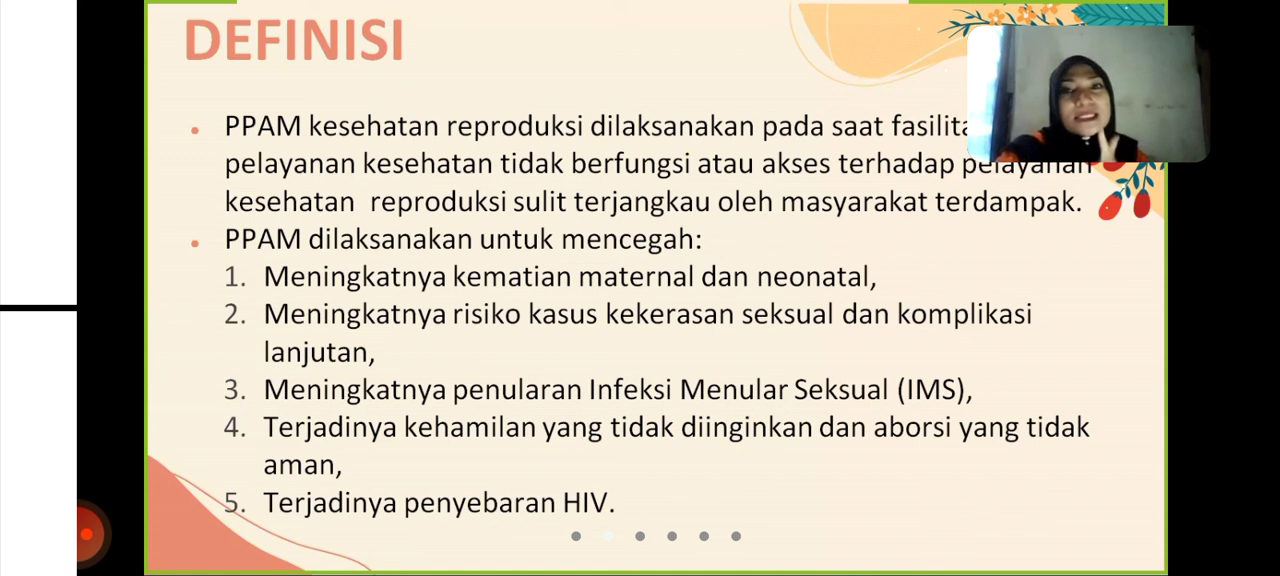 DEFINISI
• PPAM kesehatan reproduksi dilaksanakan pada saat
pelayanan kesehatan tidak berfungsi atau akses terhadap pelayanan
kesehatan reproduksi sulit terjangkau oleh masyarakat terdampak.
• PPAM dilaksanakan untuk mencegah:
1. Meningkatnya kematian maternal dan neonatal,
2. Meningkatnya risiko kasus kekerasan seksual dan komplikasi
lanjutan,
3. Meningkatnya penularan Infeksi Menular Seksual (IMS),
4. Terjadinya kehamilan yang tidak diinginkan dan aborsi yang tidak
aman,
5. Terjadinya penyebaran HIV.